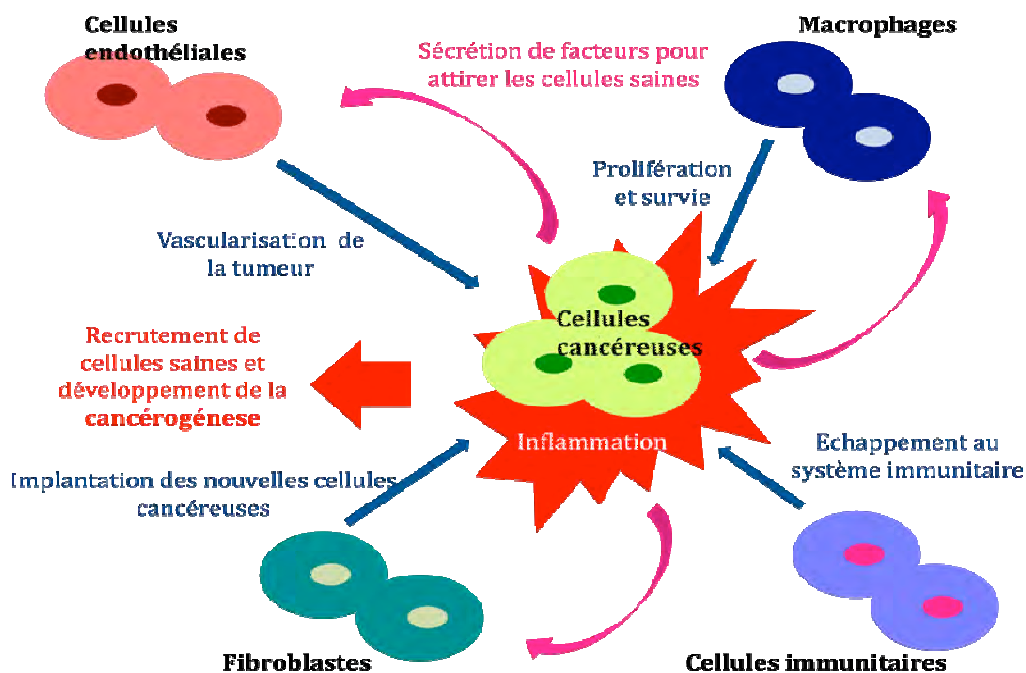 Cellules
endothéliales
Sécrétion de facteurs pour
attirer les cellules saines
Macrophages
Prolifération
et survie
Vascularisation de
la tumeur
Cellules
cancéreuses
Recrutement de
cellules saines et
développement de la
cancérogénese
Inflammation
Echappement au
système immunitaire
Implantation des nouvelles cellules
cancéreuses
Fibroblastes
Cellules immunitaires